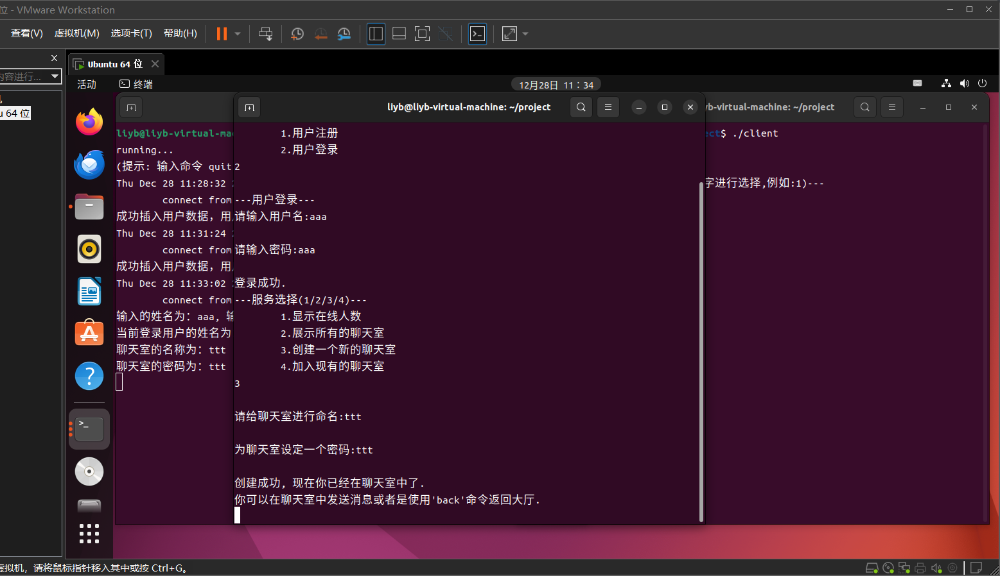 位 - VMware Workstation
查看(V) 虚拟机(M) 选项卡(T) 帮助(H)
内容进行...
u 64 位
Ubuntu 64 位
活动 终端 12月28日 11：34
liyb@liyb-virtual-mac
running...
(提示: 输入命令 quit
Thu Dec 28 11:28:32
connect from
成功插入用户数据, 用
Thu Dec 28 11:31:24
connect from
成功插入用户数据, 用
Thu Dec 28 11:33:02
connect from
输入的姓名为: aaa, 输
当前登录用户的姓名为
聊天室的名称为: ttt
聊天室的密码为: ttt
liyb@liyb-virtual-machine: ~/project
1.用户注册
2.用户登录
2
---用户登录---
请输入用户名:aaa
请输入密码:aaa
登录成功.
---服务选择(1/2/3/4)---
1.显示在线人数
2.展示所有的聊天室
3.创建一个新的聊天室
4.加入现有的聊天室
3
请给聊天室进行命名:ttt
为聊天室设定一个密码:ttt
创建成功, 现在你已经在聊天室中了.
你可以在聊天室中发送消息或者是使用'back'命令返回大厅.
yb-virtual-machine: ~/project
ect$ ./client
字进行选择,例如:1)---
虚拟机，请将鼠标指针移入其中或按 Ctrl+G。